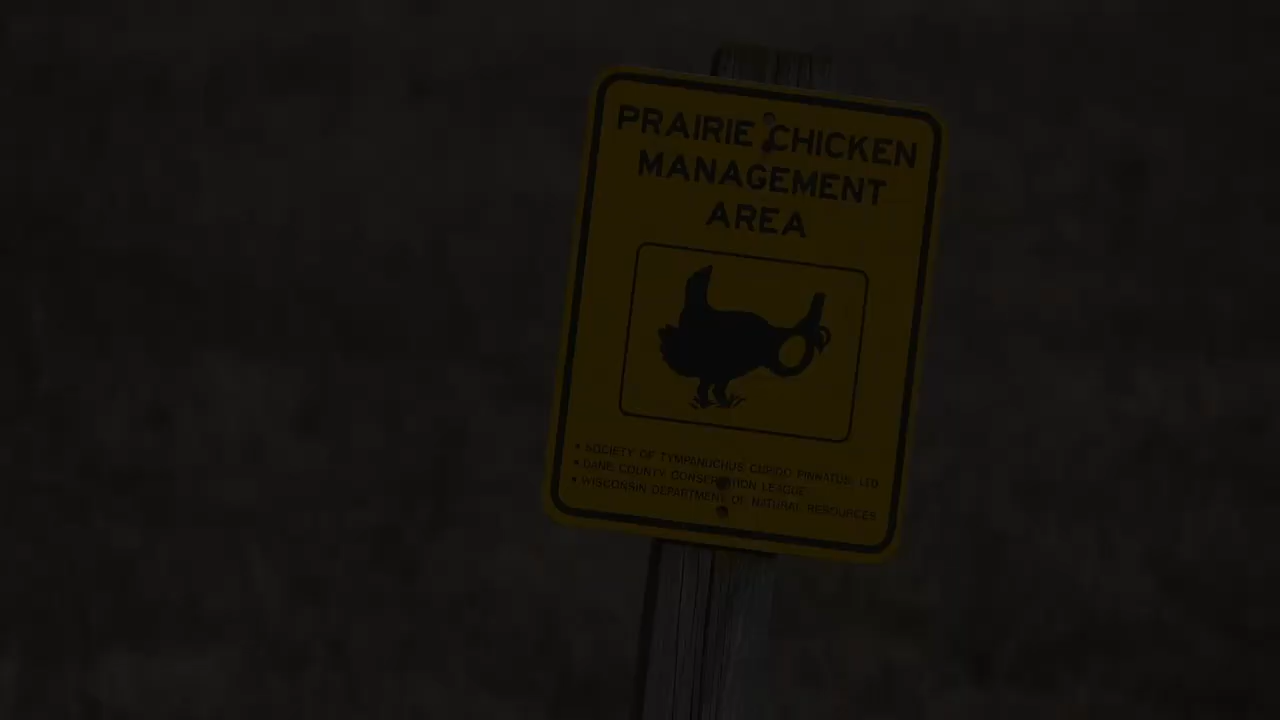 PRAIRIE CHICKEN
MANAGEMENT
AREA
• SOCIETY OF TYMPANUCHUS CUPIDO PINNATUS, LTD.
• DANE COUNTY CONSERVATION LEAGUE
• WISCONSIN DEPARTMENT OF NATURAL RESOURCES